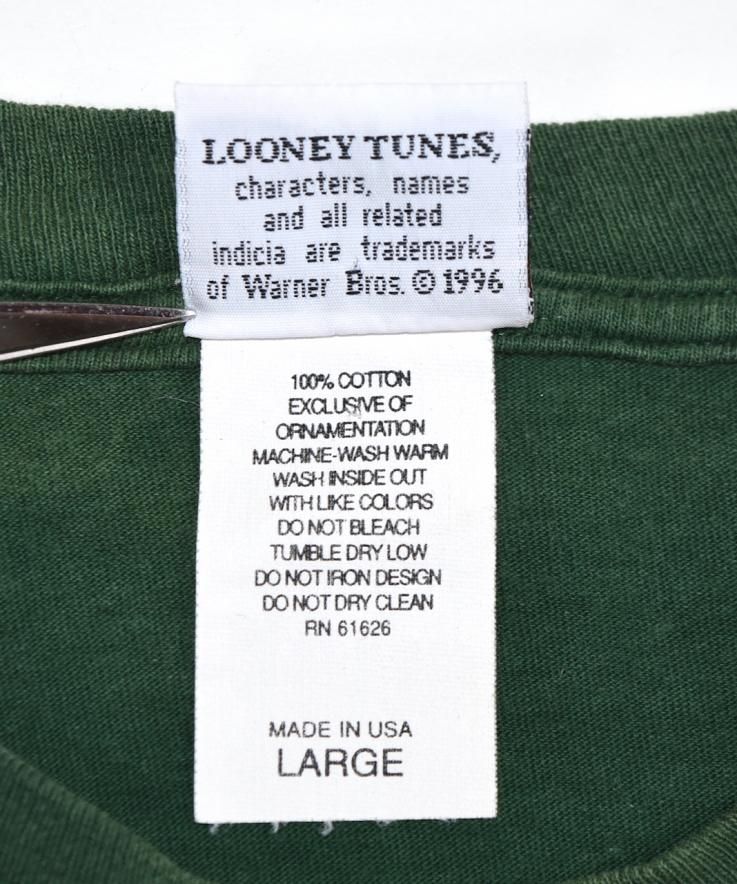 LOONEY TUNES,
characters, names
and all related
indicia are trademarks
of Warner Bros. © 1996
100% COTTON
EXCLUSIVE OF
ORNAMENTATION
MACHINE-WASH WARM
WASH INSIDE OUT
WITH LIKE COLORS
DO NOT BLEACH
TUMBLE DRY LOW
DO NOT IRON DESIGN
DO NOT DRY CLEAN
RN 61626
MADE IN USA
LARGE